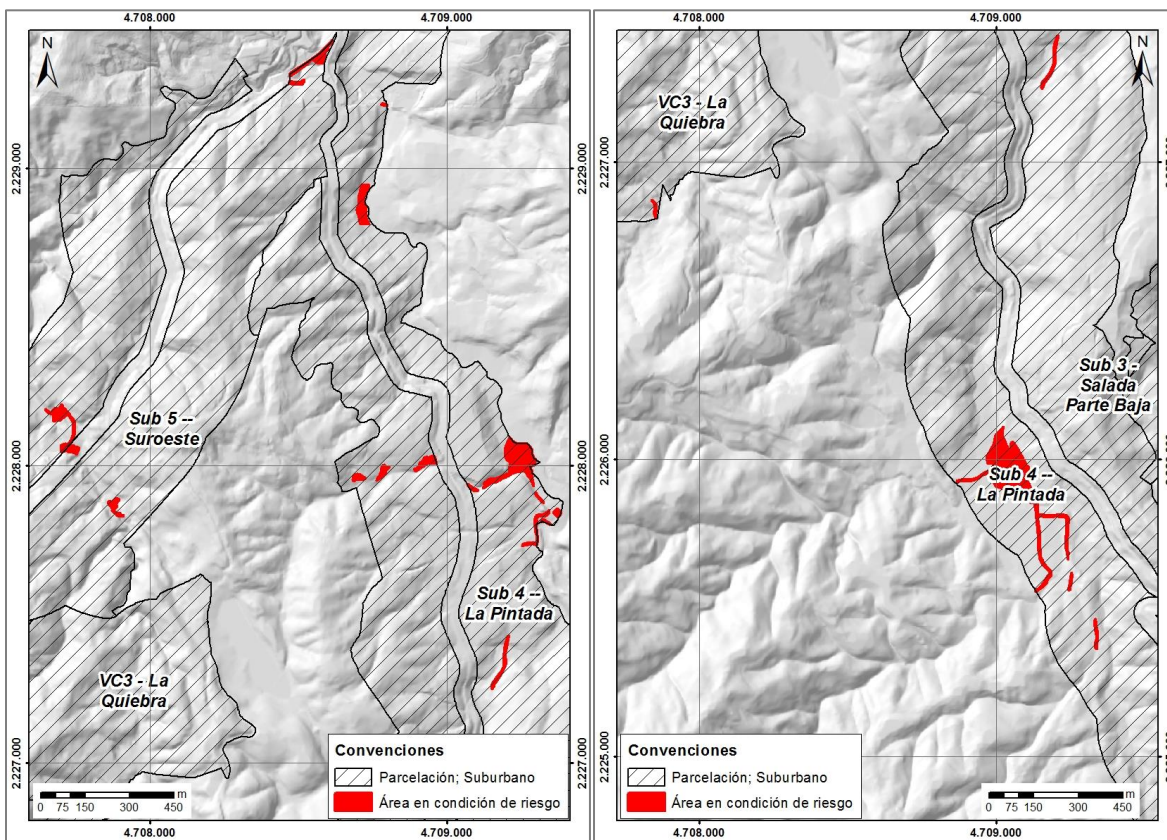 4.708.000
4.709.000
N
2.229.000
2.229.000
Sub 5 --
Suroeste
2.228.000
2.228.000
Sub 4 --
La Pintada
VC3 - La
Quiebra
2.227.000
2.227.000
Convenciones
Parcelación; Suburbano
Área en condición de riesgo
0 75 150 300 450 m
4.708.000
4.709.000
4.708.000
4.709.000
N
VC3 - La
Quiebra
2.227.000
Sub 3 -
Salada
Parte Baja
2.226.000
Sub 4 --
La Pintada
2.225.000
Convenciones
Parcelación; Suburbano
Área en condición de riesgo
0 75 150 300 450 m
4.708.000
4.709.000